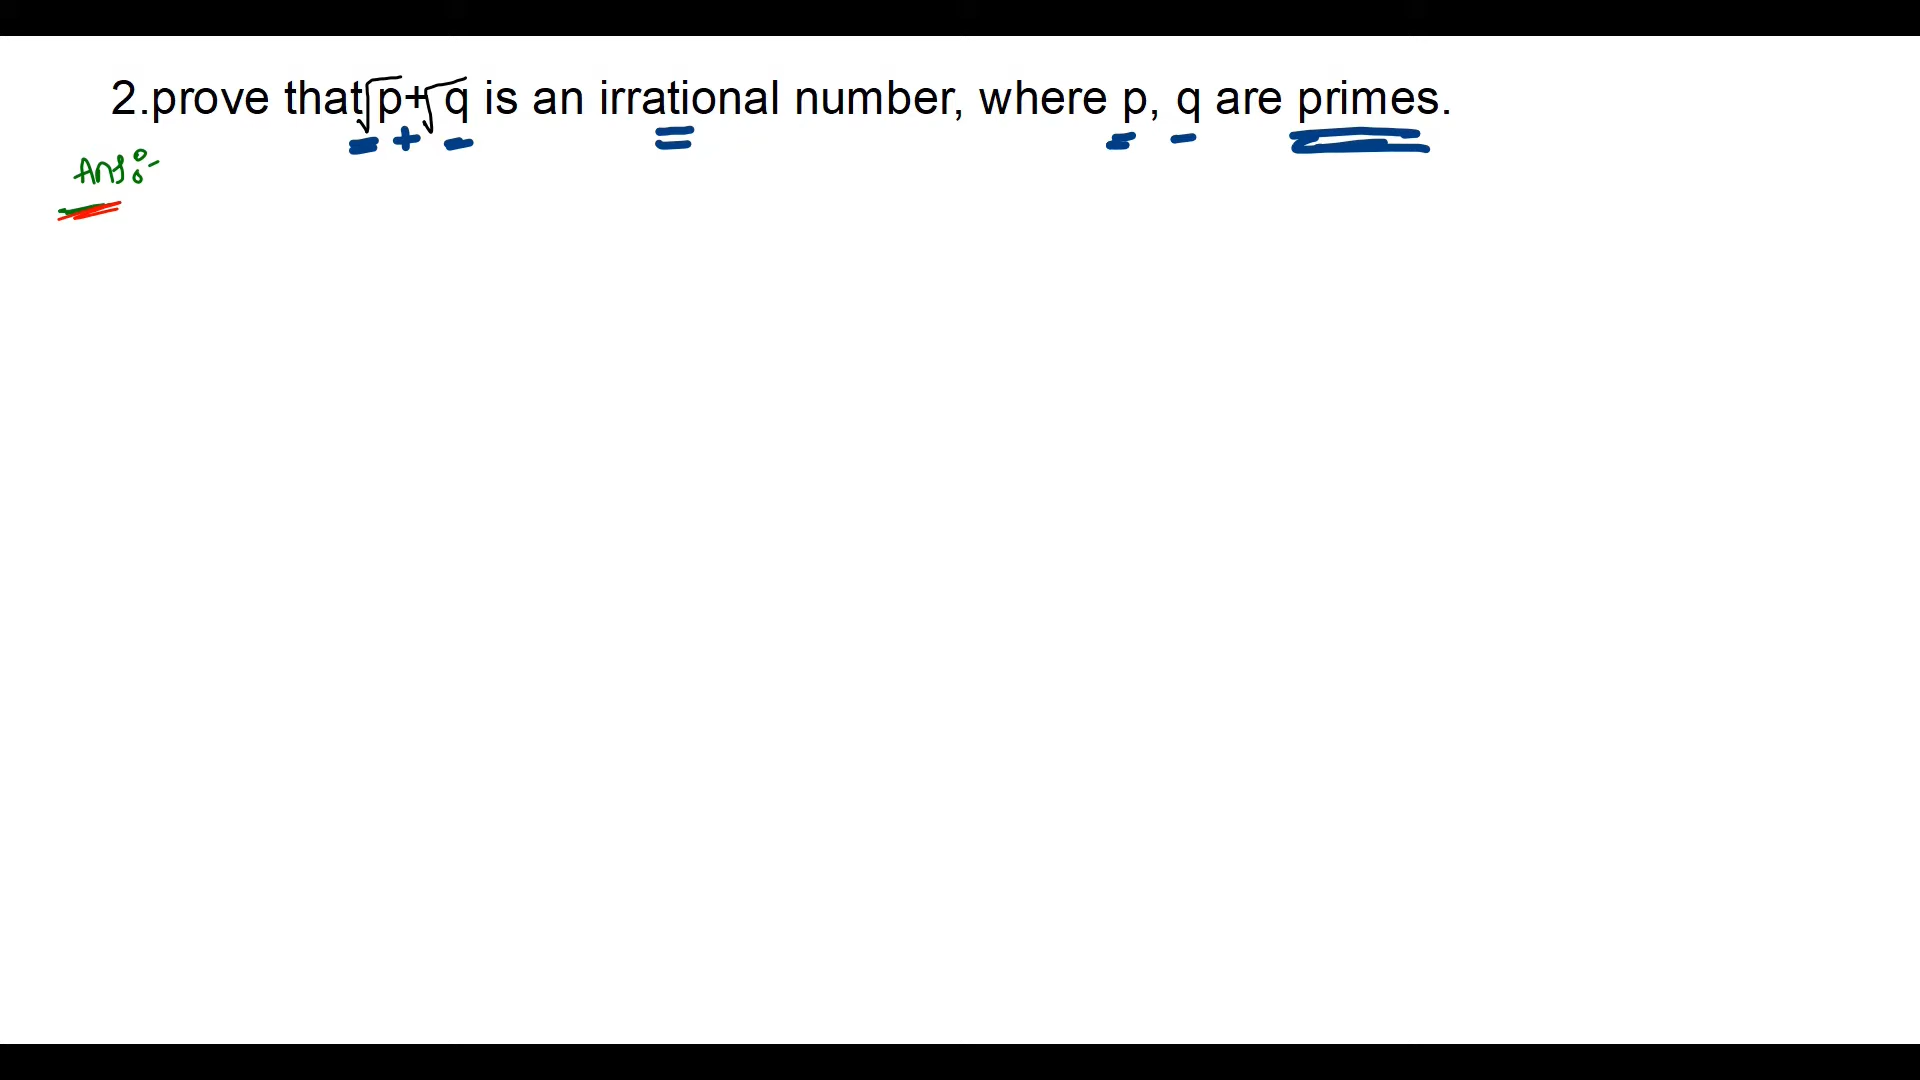 2.prove that √p+√q is an irrational number, where p, q are primes.
Ans:-